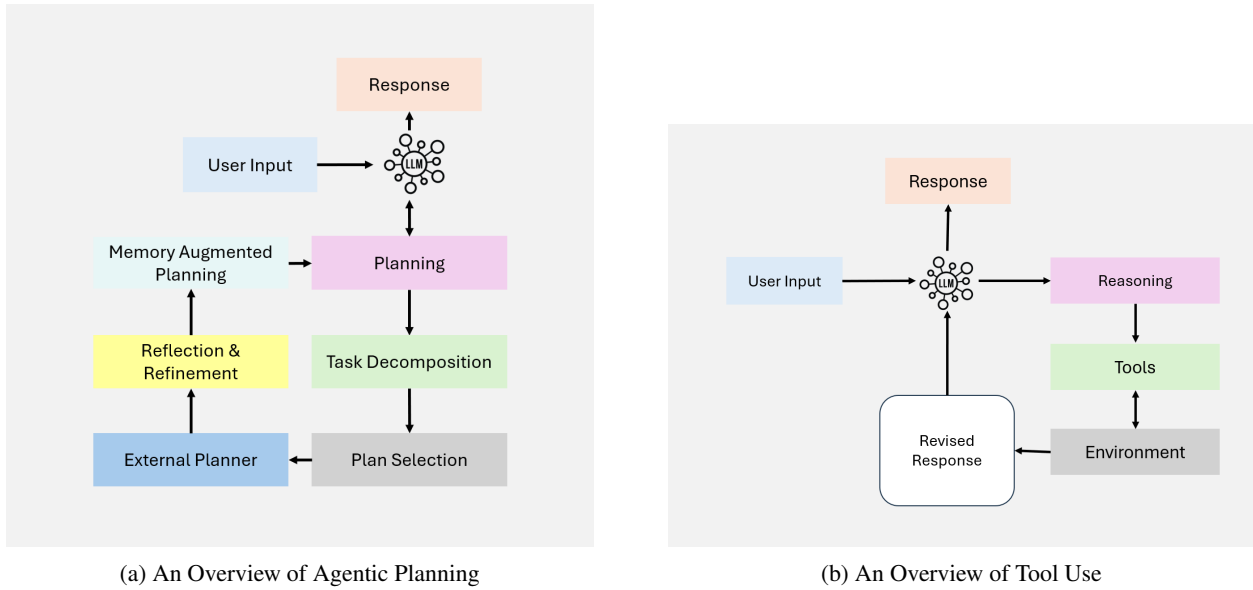 Response
User Input
LLM
Memory Augmented
Planning
Planning
Reflection &
Refinement
Task Decomposition
External Planner
Plan Selection
(a) An Overview of Agentic Planning
Response
User Input
LLM
Reasoning
Tools
Revised
Response
Environment
(b) An Overview of Tool Use